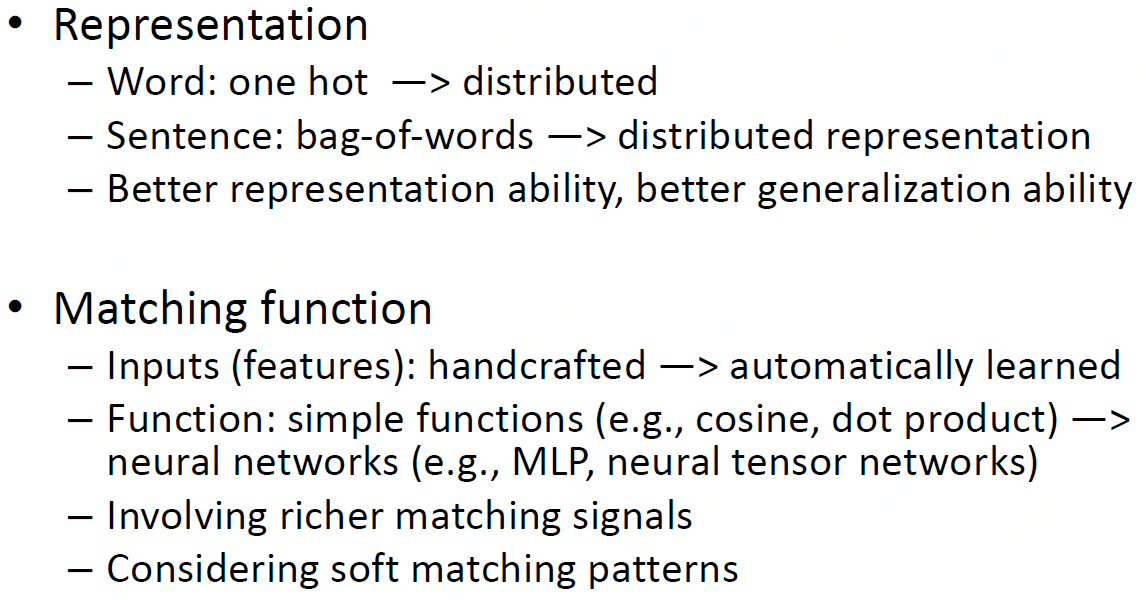 • Representation
– Word: one hot —> distributed
– Sentence: bag-of-words —> distributed representation
– Better representation ability, better generalization ability
• Matching function
– Inputs (features): handcrafted —> automatically learned
– Function: simple functions (e.g., cosine, dot product) —>
neural networks (e.g., MLP, neural tensor networks)
– Involving richer matching signals
– Considering soft matching patterns